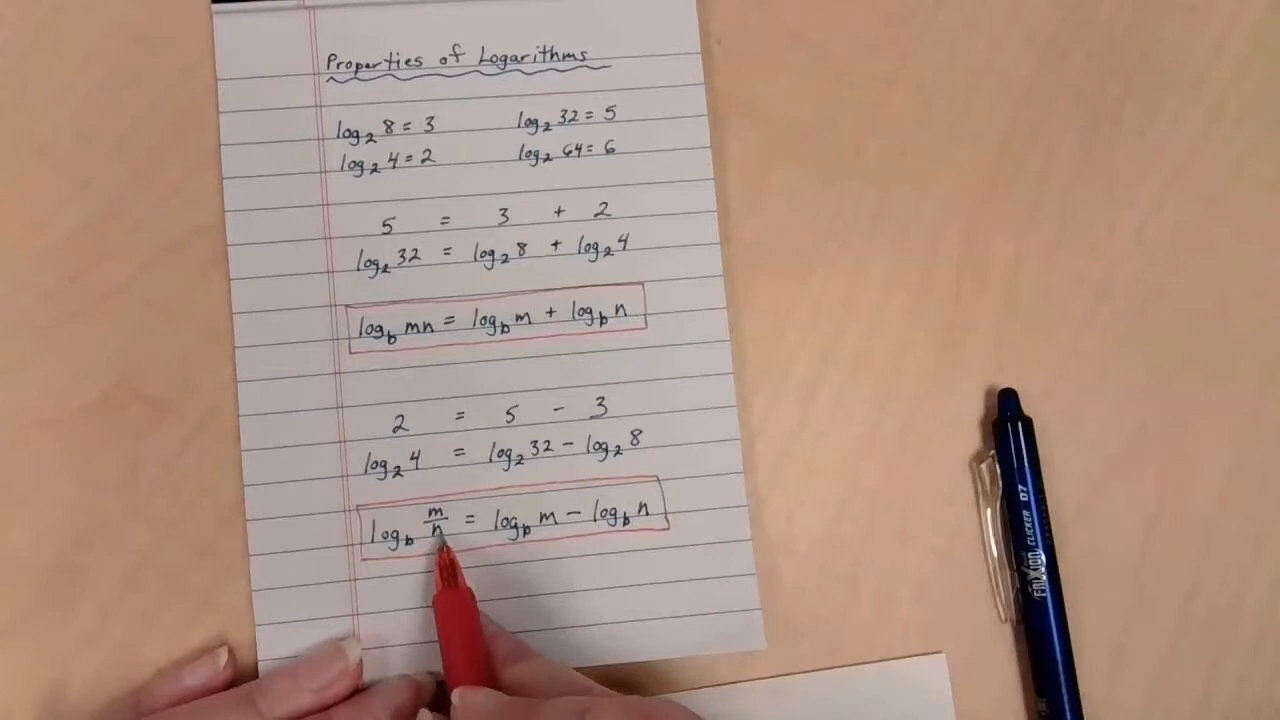 Properties of Logarithms
log₂ 8 = 3 log₂ 32 = 5
log₂ 4 = 2 log₂ 64 = 6
5 = 3 + 2
log₂ 32 = log₂ 8 + log₂ 4
log_b mn = log_b m + log_b n
2 = 5 - 3
log₂ 4 = log₂ 32 - log₂ 8
log_b m/n = log_b m - log_b n
FRIXION CLICKER 07